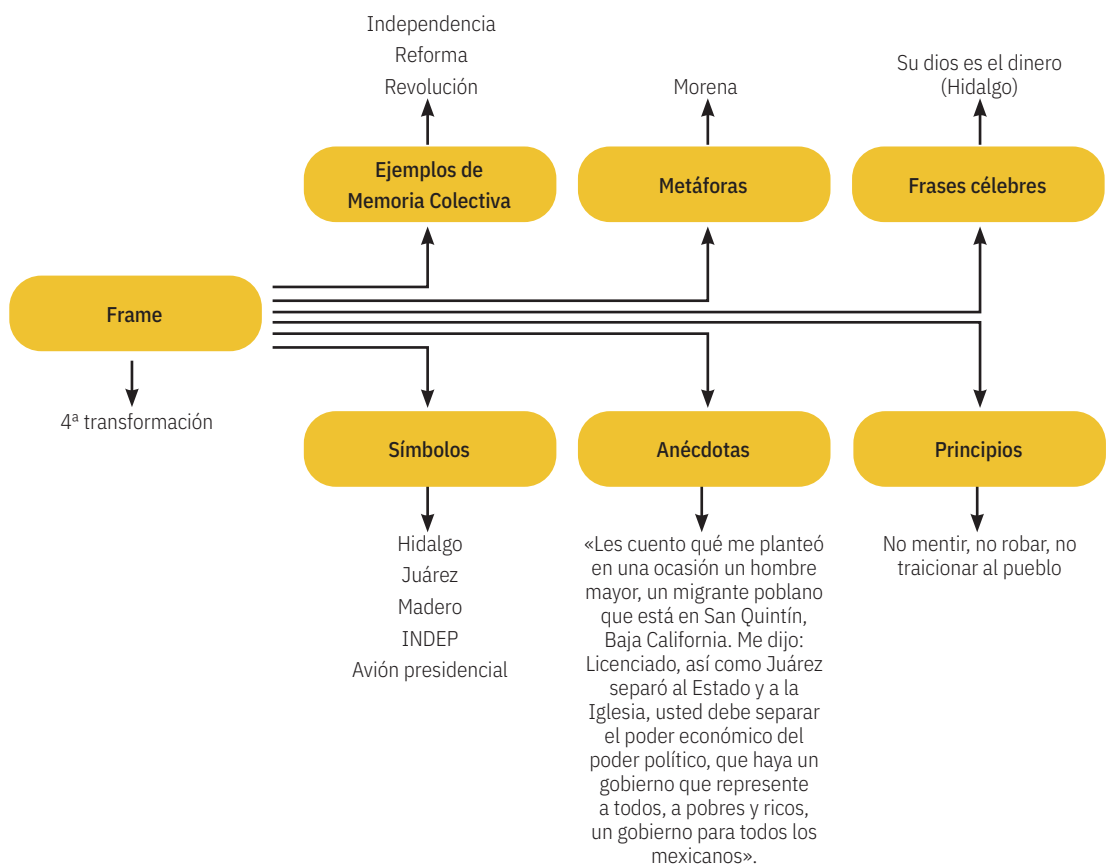 Independencia
Reforma
Revolución
Morena
Su dios es el dinero
(Hidalgo)
Ejemplos de
Memoria Colectiva
Metáforas
Frases célebres
Frame
4ª transformación
Símbolos
Anécdotas
Principios
Hidalgo
Juárez
Madero
INDEP
Avión presidencial
«Les cuento qué me planteó
en una ocasión un hombre
mayor, un migrante poblano
que está en San Quintín,
Baja California. Me dijo:
Licenciado, así como Juárez
separó al Estado y a la
Iglesia, usted debe separar
el poder económico del
poder político, que haya un
gobierno que represente
a todos, a pobres y ricos,
un gobierno para todos los
mexicanos».
No mentir, no robar, no
traicionar al pueblo